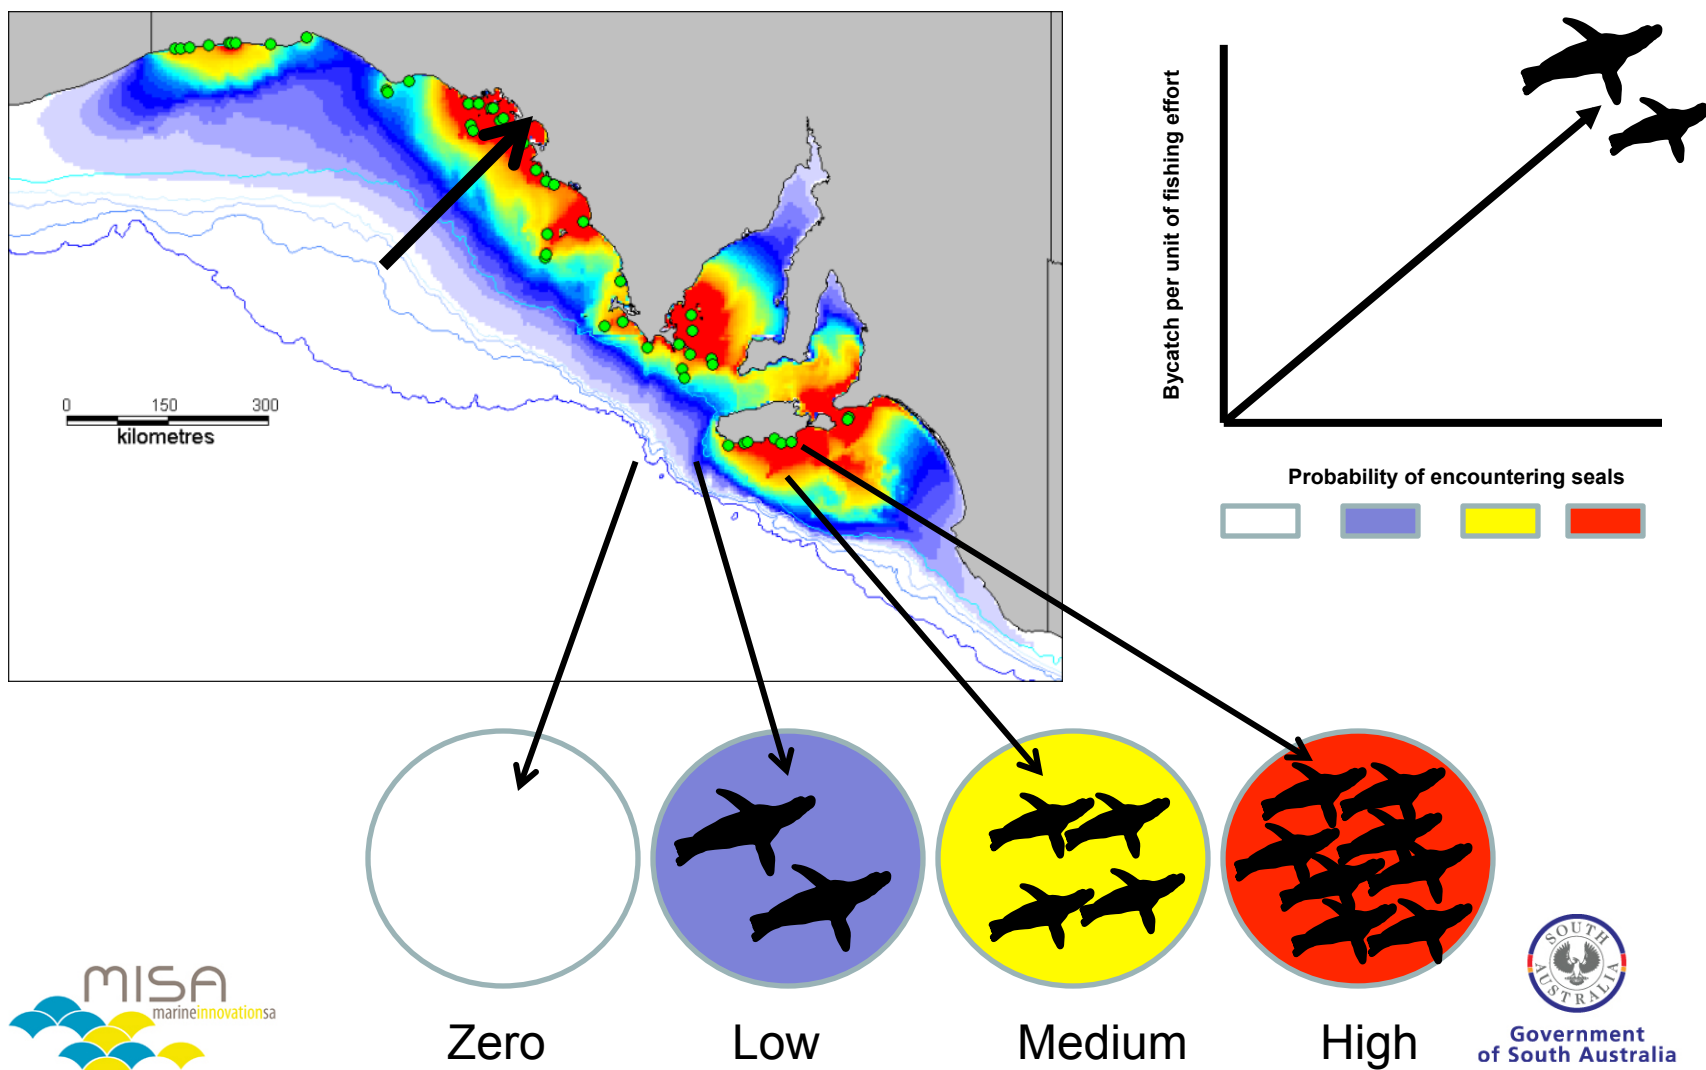 0 150 300
kilometres
Bycatch per unit of fishing effort
Probability of encountering seals
Zero
Low
Medium
High
MISA
marineinnovationsa
SOUTH
AUSTRALIA
Government
of South Australia